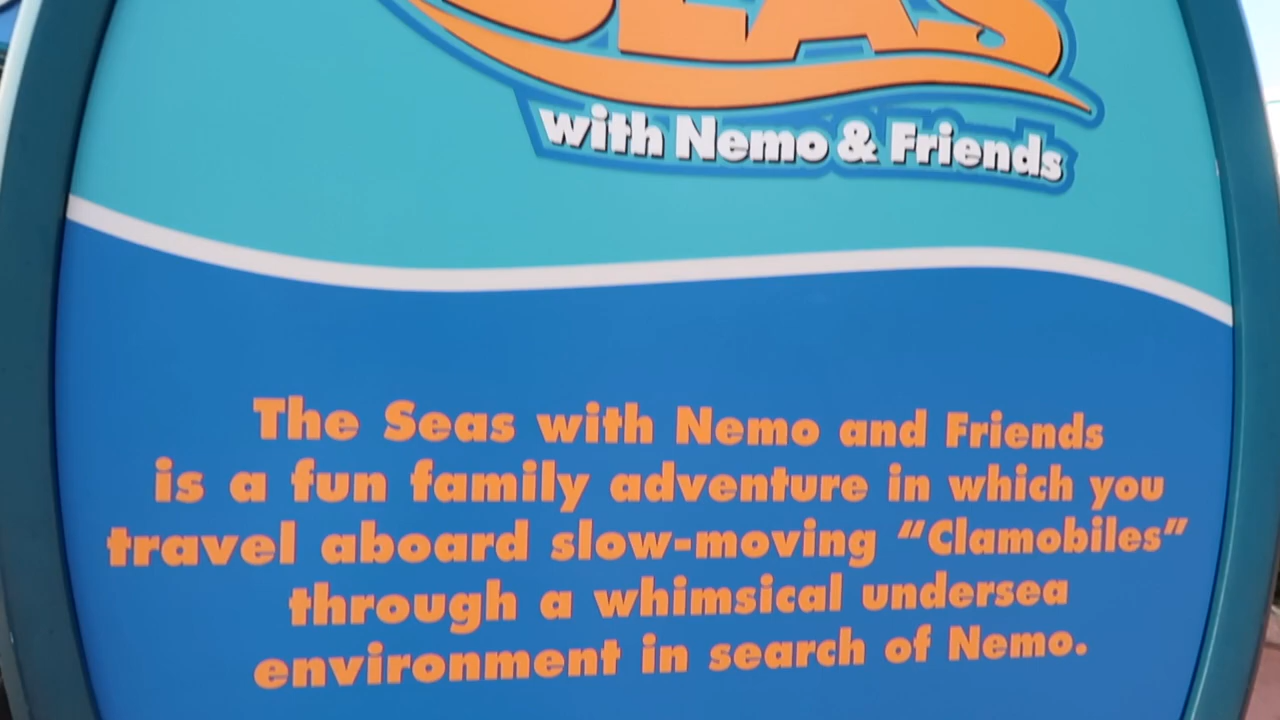 SEAS
with Nemo & Friends
The Seas with Nemo and Friends
is a fun family adventure in which you
travel aboard slow-moving “Clamobiles”
through a whimsical undersea
environment in search of Nemo.